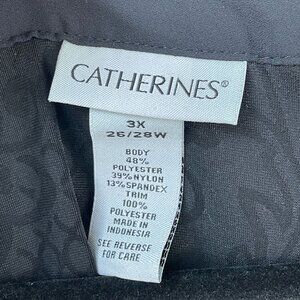 CATHERINES®
3X
26/28W
BODY
48%
POLYESTER
39% NYLON
13% SPANDEX
TRIM
100%
POLYESTER
MADE IN
INDONESIA
SEE REVERSE
FOR CARE